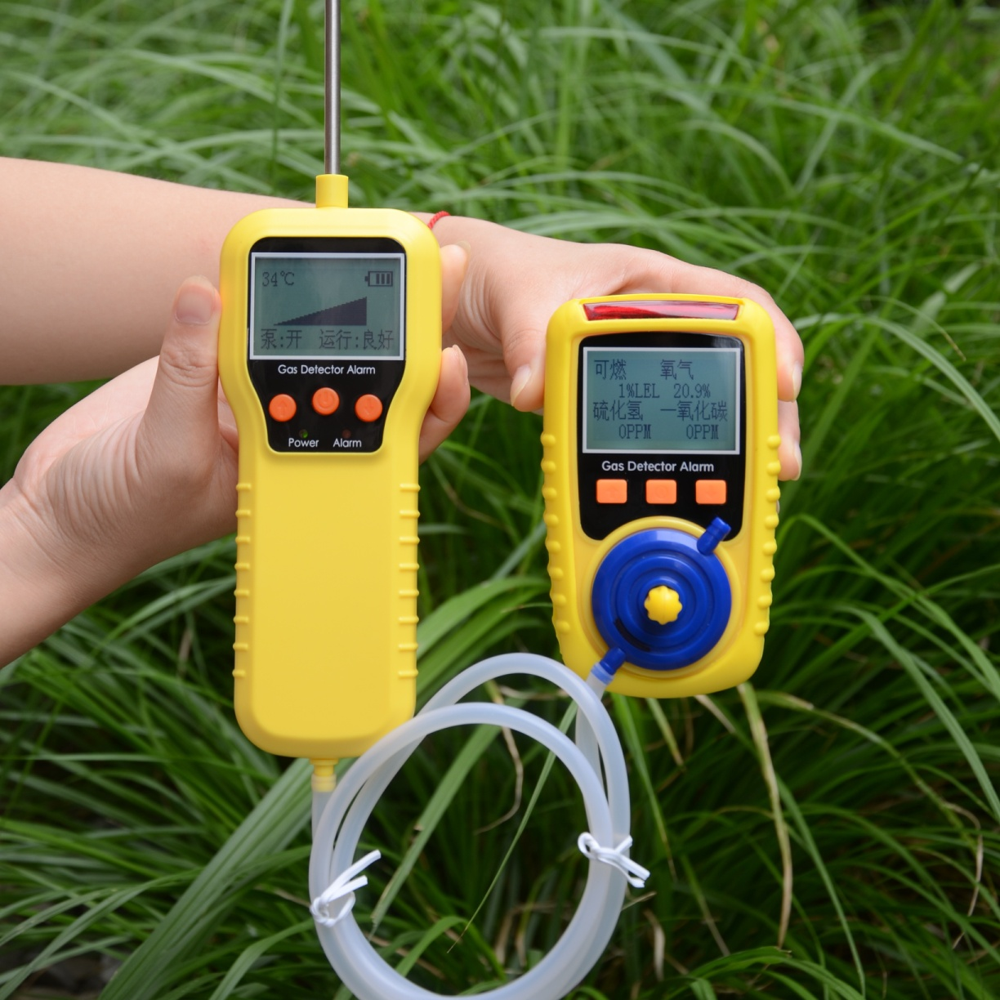 34℃
泵:开 运行:良好
Gas Detector Alarm
Power Alarm
可燃 氧气
1%LEL 20.9%
硫化氢 一氧化碳
0PPM 0PPM
Gas Detector Alarm